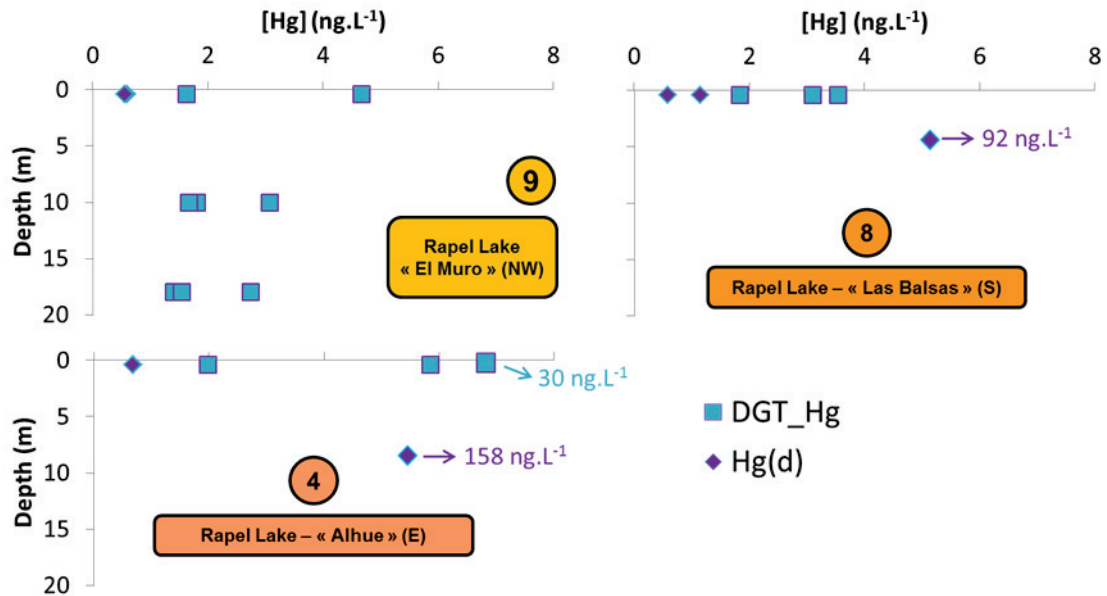 [Hg] (ng.L-1)
0 2 4 6 8
0
5
10
15
20
Depth (m)
9
Rapel Lake
« El Muro » (NW)
[Hg] (ng.L-1)
0 2 4 6 8
92 ng.L-1
8
Rapel Lake – « Las Balsas » (S)
0
5
10
15
20
Depth (m)
30 ng.L-1
158 ng.L-1
4
Rapel Lake – « Alhue » (E)
DGT_Hg
Hg(d)